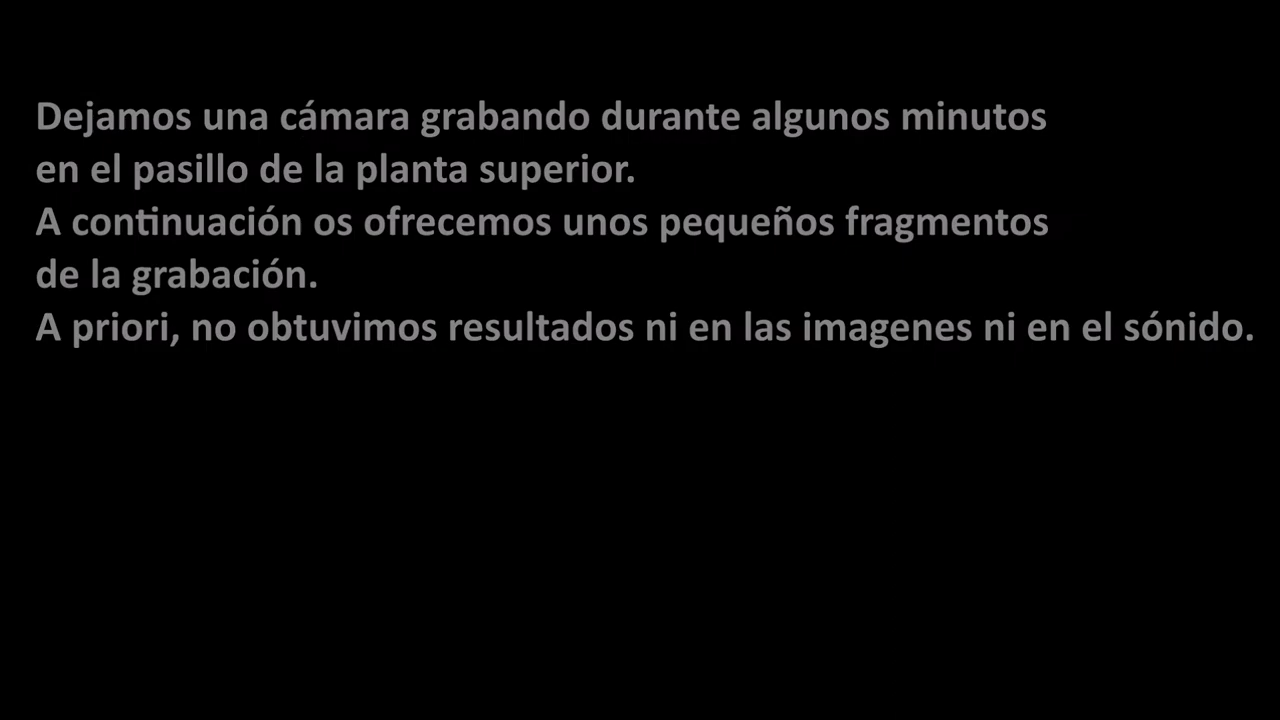 Dejamos una cámara grabando durante algunos minutos
en el pasillo de la planta superior.
A continuación os ofrecemos unos pequeños fragmentos
de la grabación.
A priori, no obtuvimos resultados ni en las imagenes ni en el sónido.